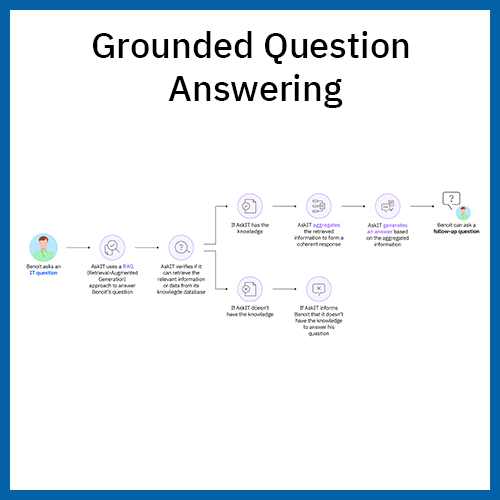 Grounded Question
Answering
If AskIT has the
knowledge
AskIT aggregates
the retrieved
information to form a
coherent response
AskIT generates
an answer based
on the aggregated
information
?
Benoit can ask a
follow-up question
Benoit asks an
IT question
AskIT uses a RAG
(Retrieval-Augmented
Generation)
approach to answer
Benoit's question
?
AskIT verifies if it
can retrieve the
relevant information
or data from its
knowlegde database
If AskIT doesn't
have the knowledge
If AskIT informs
Benoit that it doesn't
have the knowledge
to answer his
question